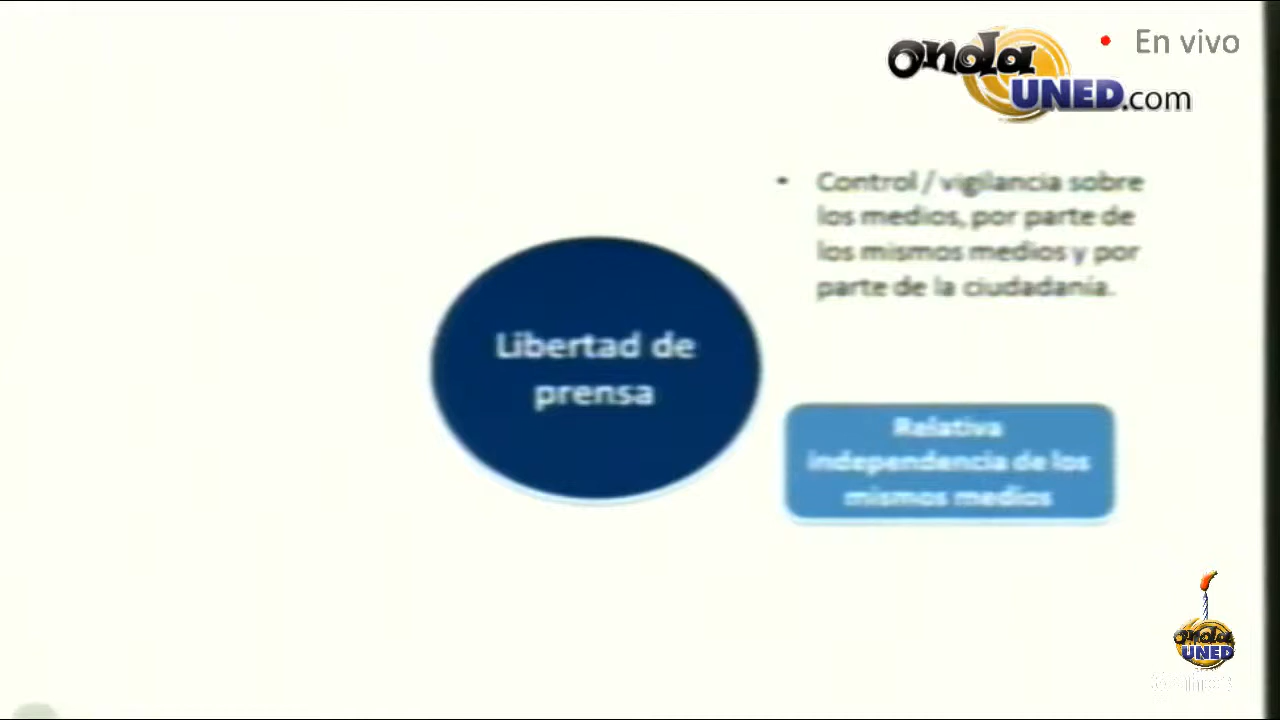 • En vivo
onda
UNED.com
• Control / vigilancia sobre
los medios, por parte de
los mismos medios y por
parte de la ciudadanía.
Libertad de
prensa
Relativa
independencia de los
mismos medios
onda
UNED